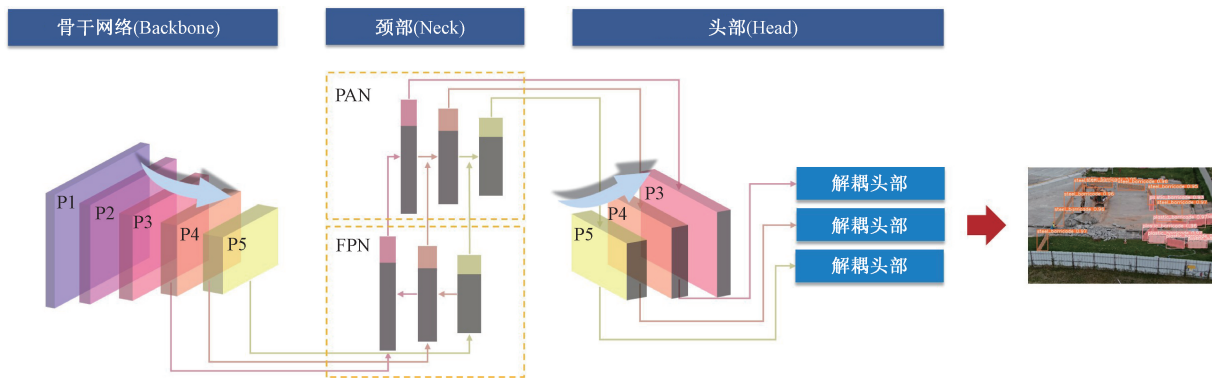 骨干网络(Backbone)
颈部(Neck)
头部(Head)
PAN
FPN
P1
P2
P3
P4
P5
P3
P4
P5
解耦头部
解耦头部
解耦头部